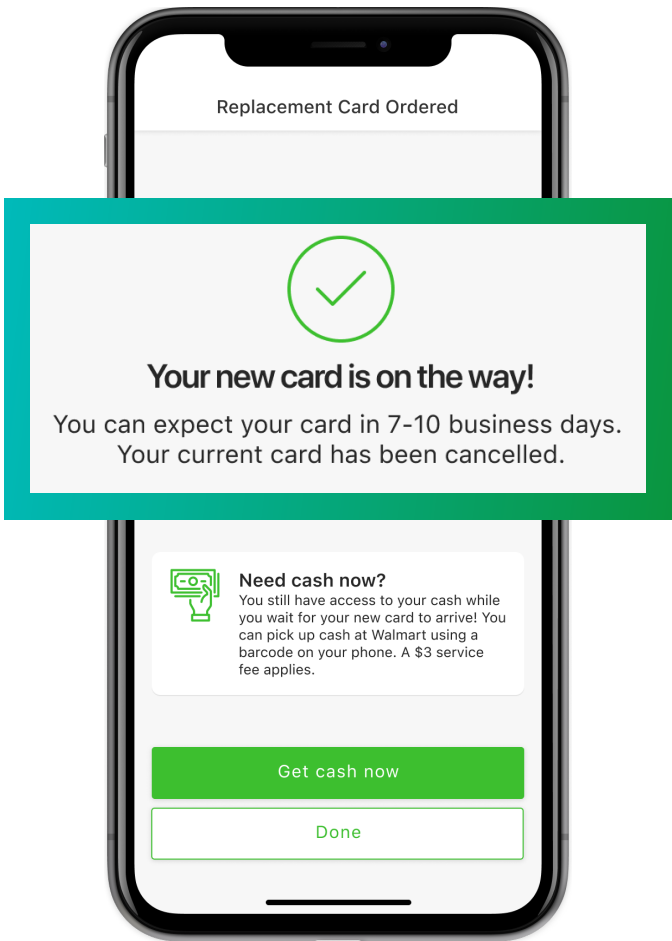 Replacement Card Ordered
Your new card is on the way!
You can expect your card in 7-10 business days.
Your current card has been cancelled.
Need cash now?
You still have access to your cash while
you wait for your new card to arrive! You
can pick up cash at Walmart using a
barcode on your phone. A $3 service
fee applies.
Get cash now
Done